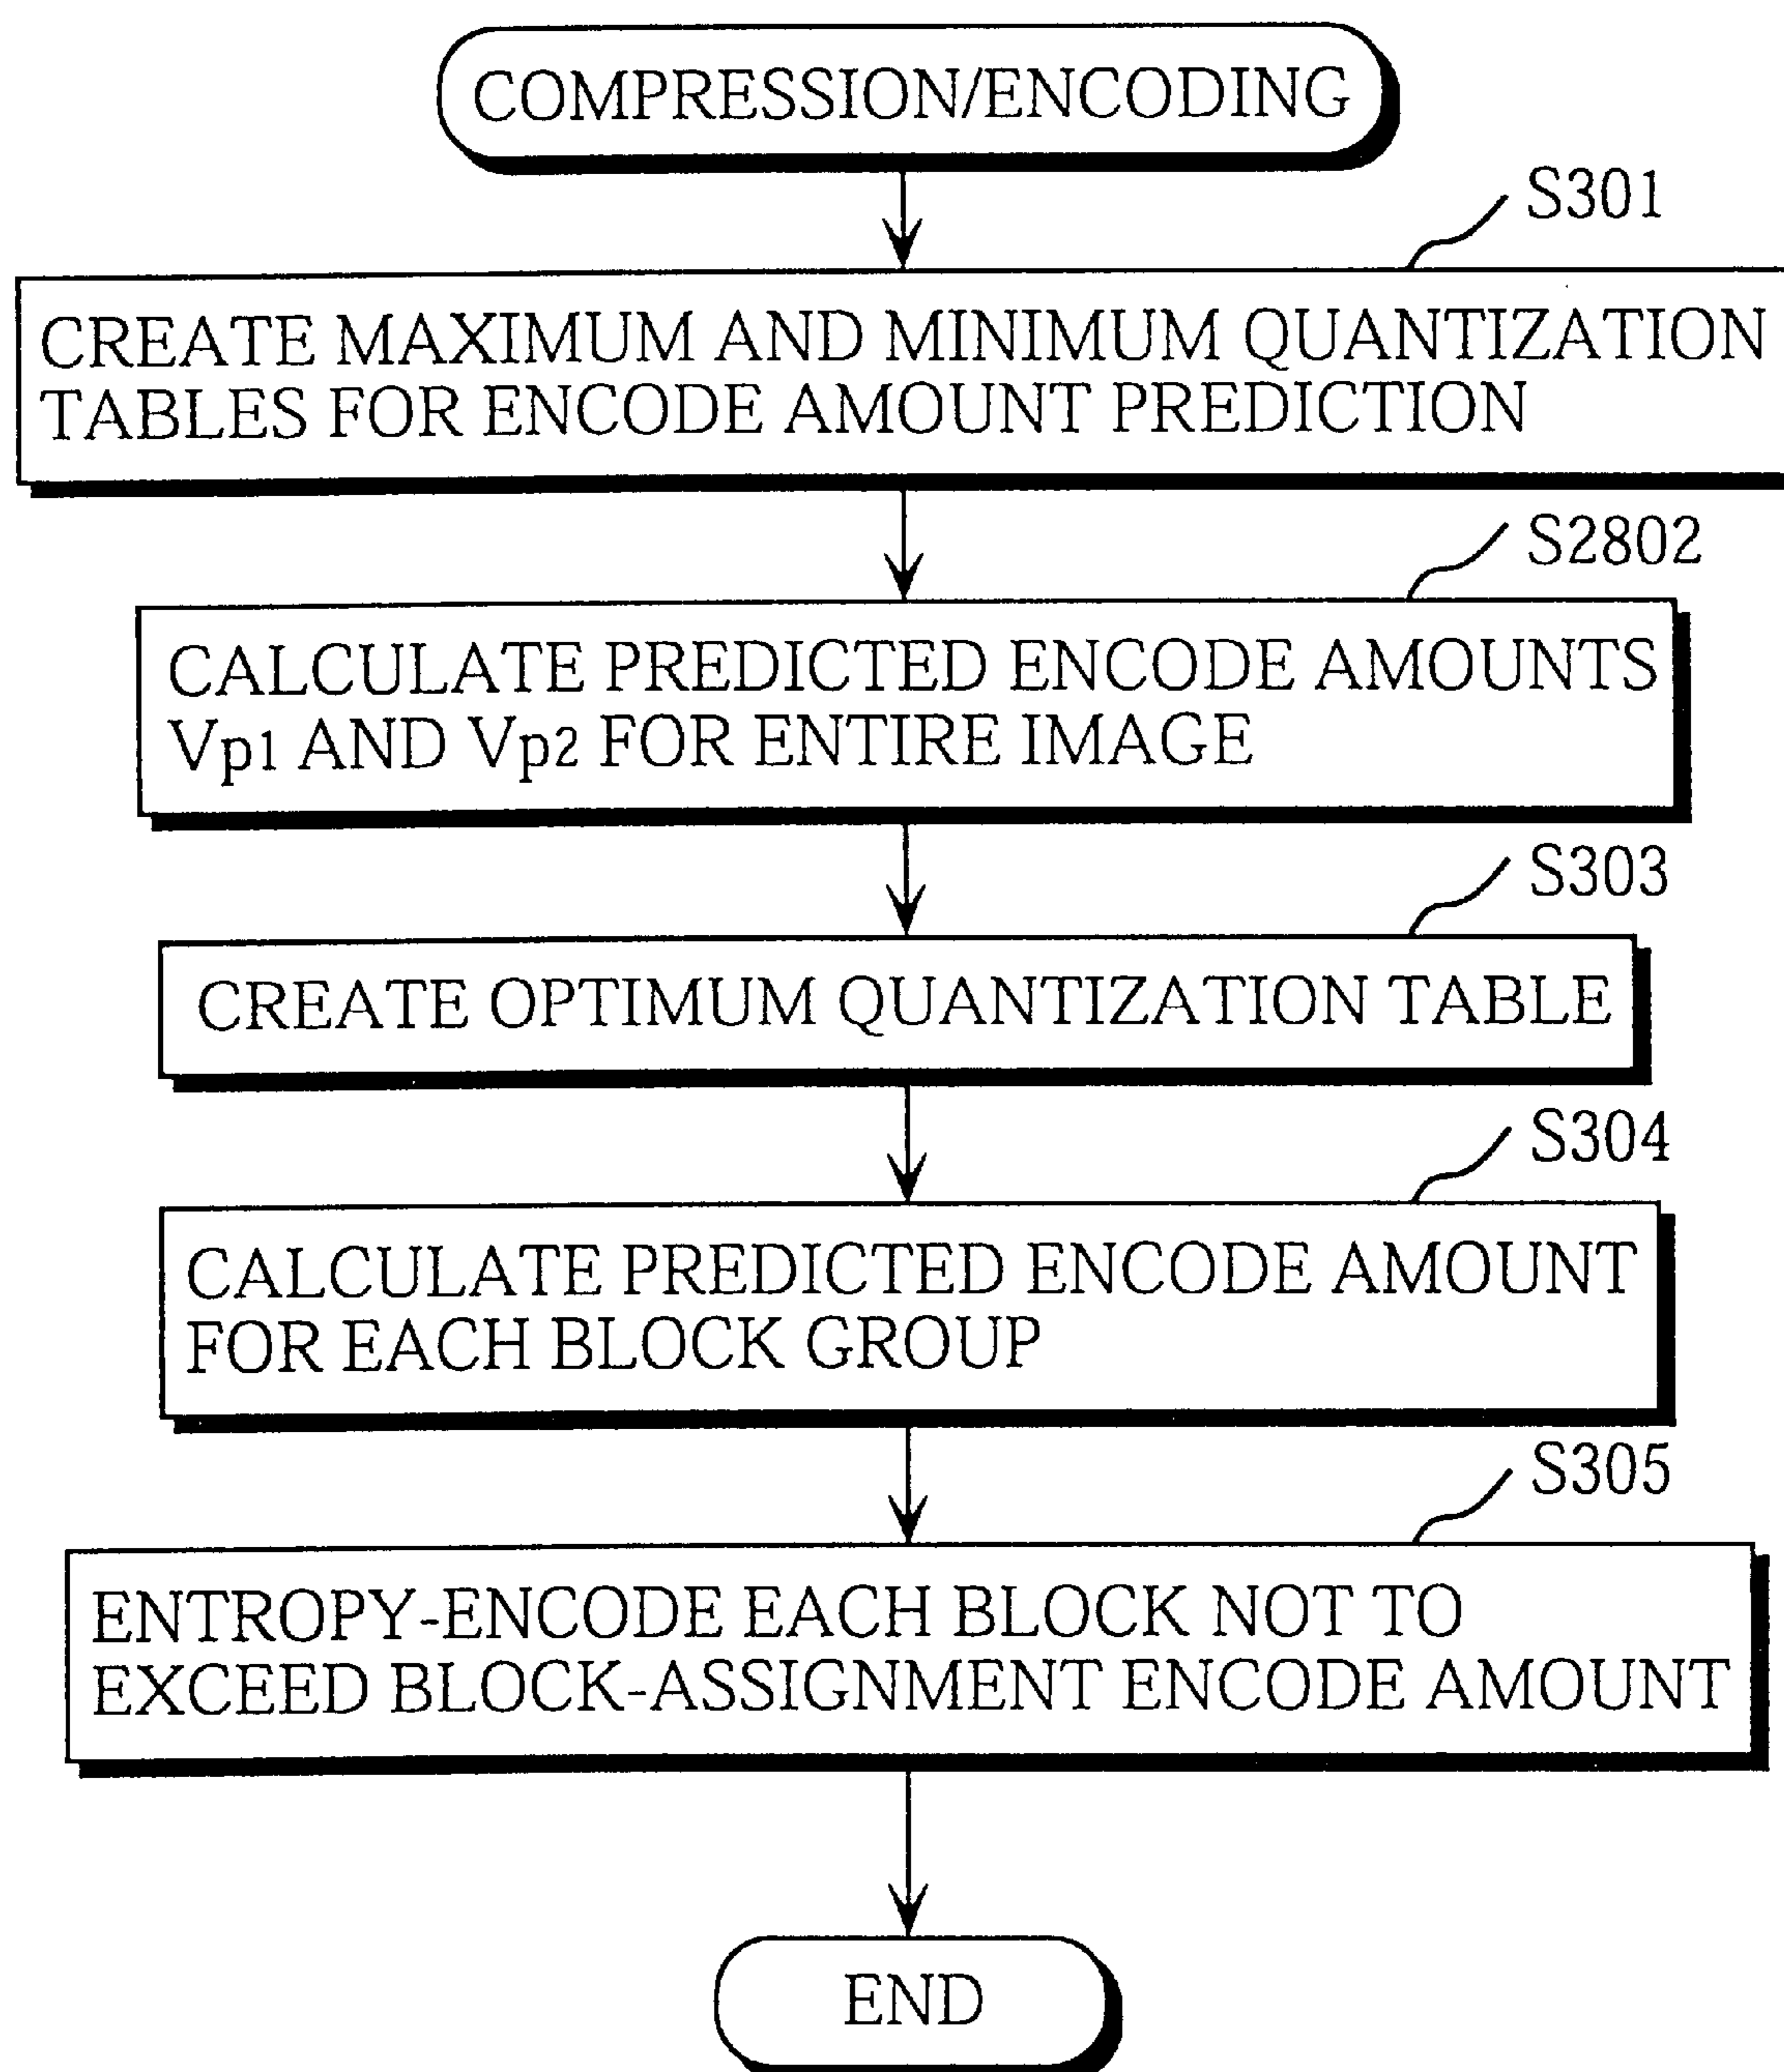 COMPRESSION/ENCODING
S301
CREATE MAXIMUM AND MINIMUM QUANTIZATION
TABLES FOR ENCODE AMOUNT PREDICTION
S2802
CALCULATE PREDICTED ENCODE AMOUNTS
Vp1 AND Vp2 FOR ENTIRE IMAGE
S303
CREATE OPTIMUM QUANTIZATION TABLE
S304
CALCULATE PREDICTED ENCODE AMOUNT
FOR EACH BLOCK GROUP
S305
ENTROPY-ENCODE EACH BLOCK NOT TO
EXCEED BLOCK-ASSIGNMENT ENCODE AMOUNT
END